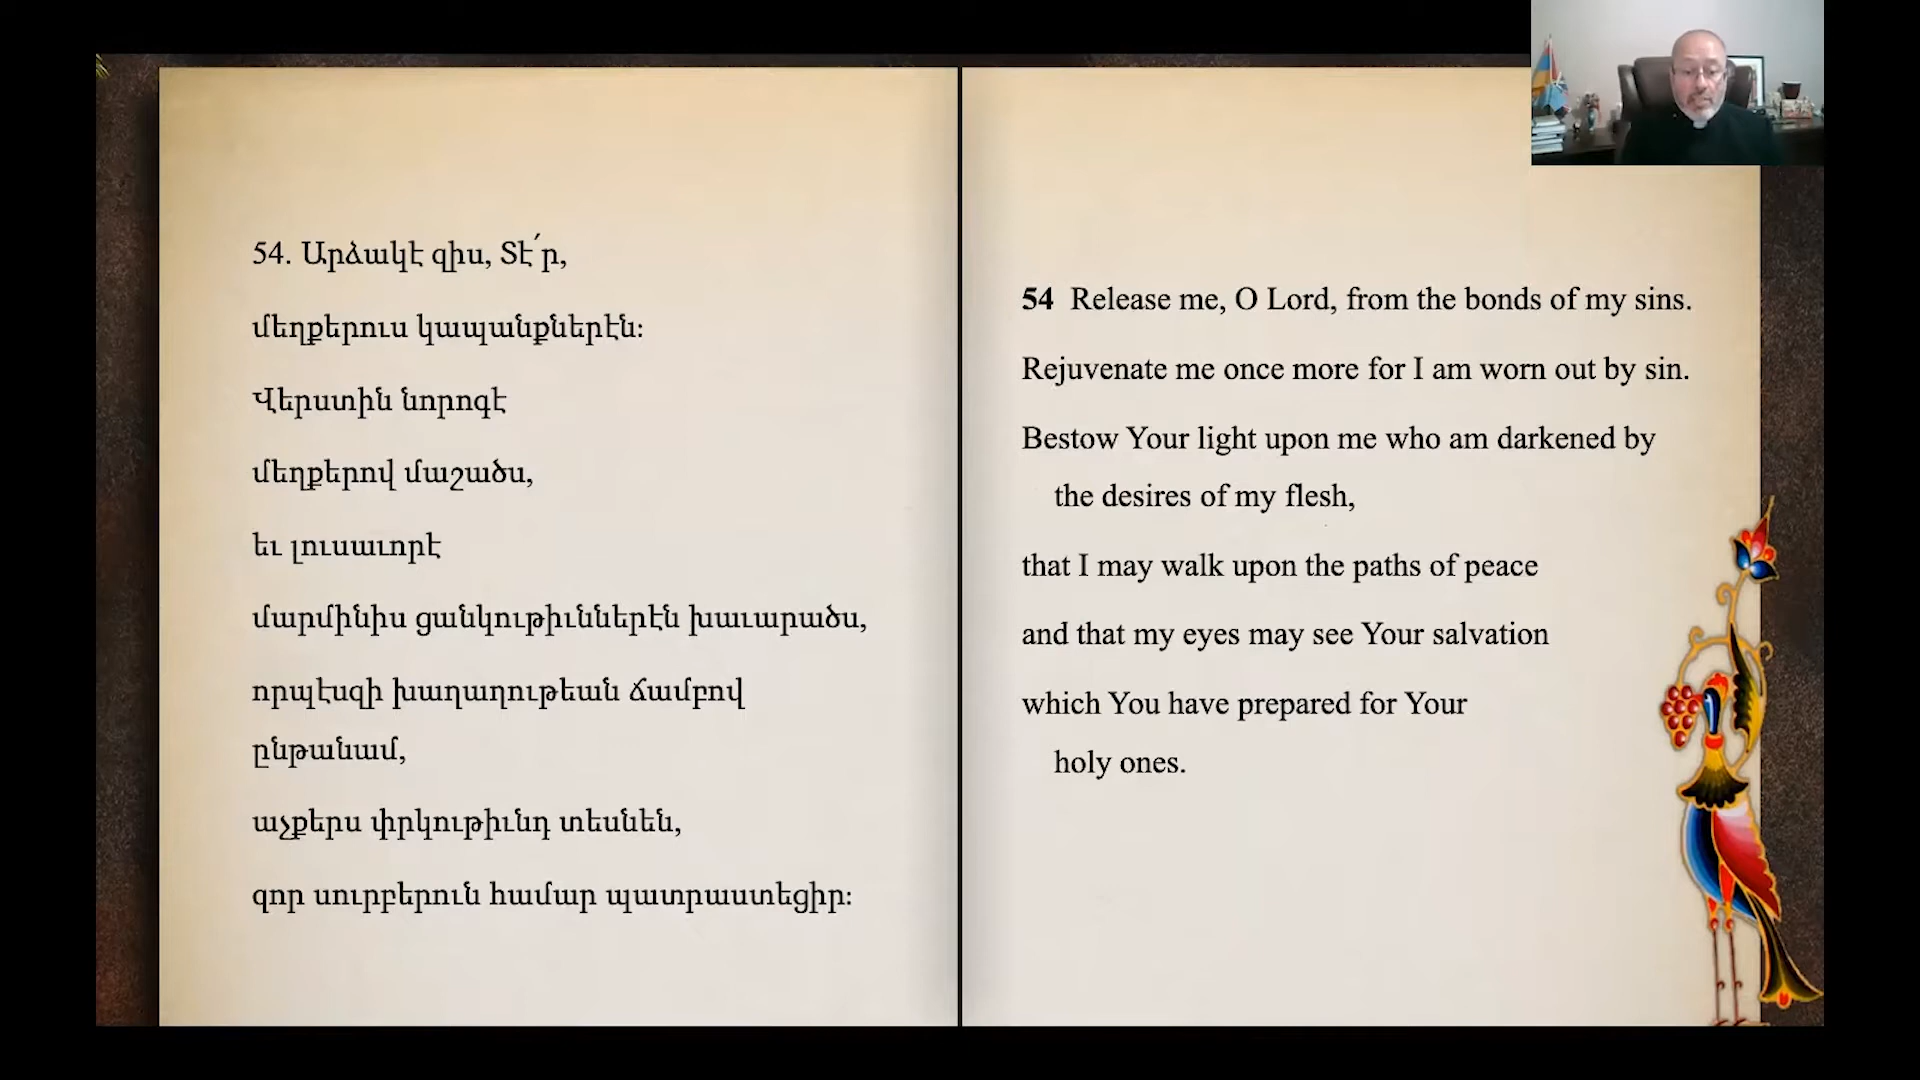 54. Արձակէ զիս, Տէ՛ր,
մեղքերուս կապանքներէն։
Վերստին նորոգէ
մեղքերով մաշածս,
եւ լուսաւորէ
մարմինիս ցանկութիւններէն խաւարածս,
որպէսզի խաղաղութեան ճամբով
ընթանամ,
աչքերս փրկութիւնդ տեսնեն,
զոր սուրբերուն համար պատրաստեցիր։
54 Release me, O Lord, from the bonds of my sins.
Rejuvenate me once more for I am worn out by sin.
Bestow Your light upon me who am darkened by
the desires of my flesh,
that I may walk upon the paths of peace
and that my eyes may see Your salvation
which You have prepared for Your
holy ones.